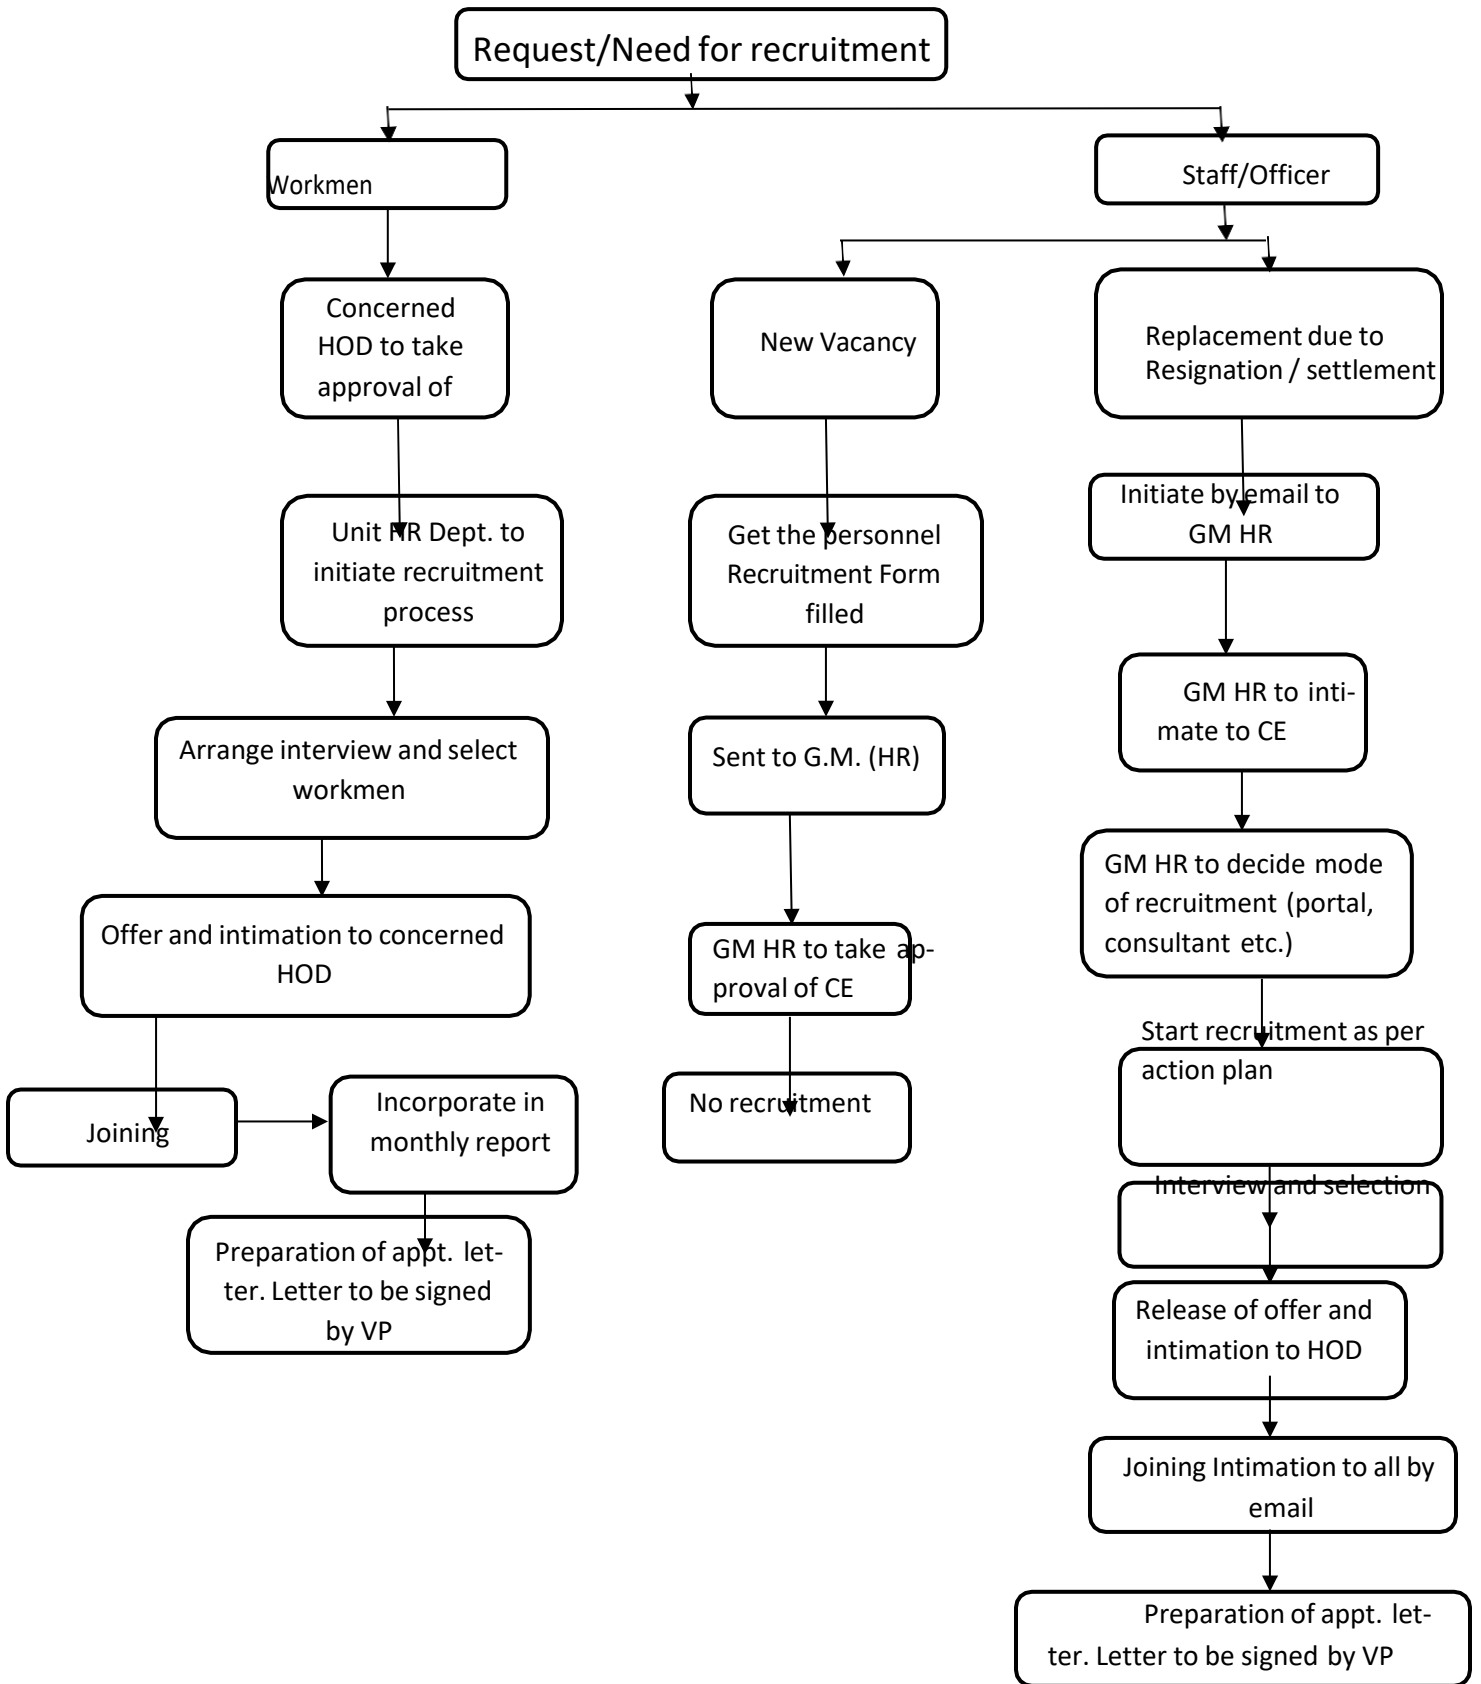 Request/Need for recruitment
Workmen
Staff/Officer
Concerned
HOD to take
approval of
New Vacancy
Replacement due to
Resignation / settlement
Unit HR Dept. to
initiate recruitment
process
Get the personnel
Recruitment Form
filled
Initiate by email to
GM HR
GM HR to inti-
mate to CE
Arrange interview and select
workmen
Sent to G.M. (HR)
GM HR to decide mode
of recruitment (portal,
consultant etc.)
Offer and intimation to concerned
HOD
GM HR to take ap-
proval of CE
Start recruitment as per
action plan
Joining
Incorporate in
monthly report
No recruitment
Interview and selection
Preparation of appt. let-
ter. Letter to be signed
by VP
Release of offer and
intimation to HOD
Joining Intimation to all by
email
Preparation of appt. let-
ter. Letter to be signed by VP